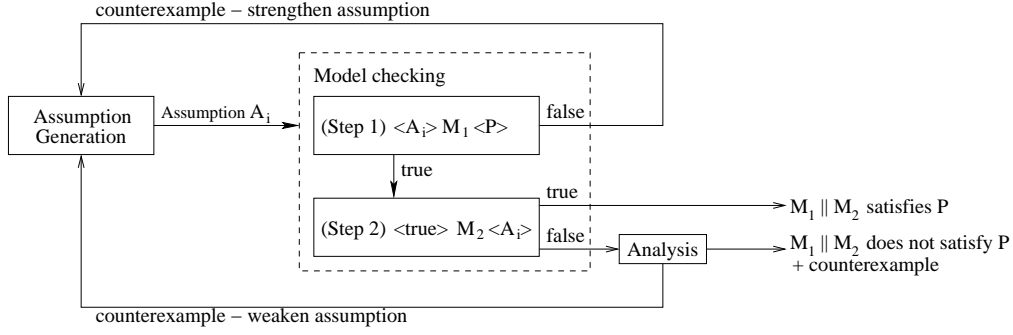 counterexample – strengthen assumption
Model checking
Assumption
Generation
Assumption A_i
(Step 1) <A_i> M_1 <P>
false
true
(Step 2) <true> M_2 <A_i>
true
false
Analysis
M_1 || M_2 satisfies P
M_1 || M_2 does not satisfy P
+ counterexample
counterexample – weaken assumption